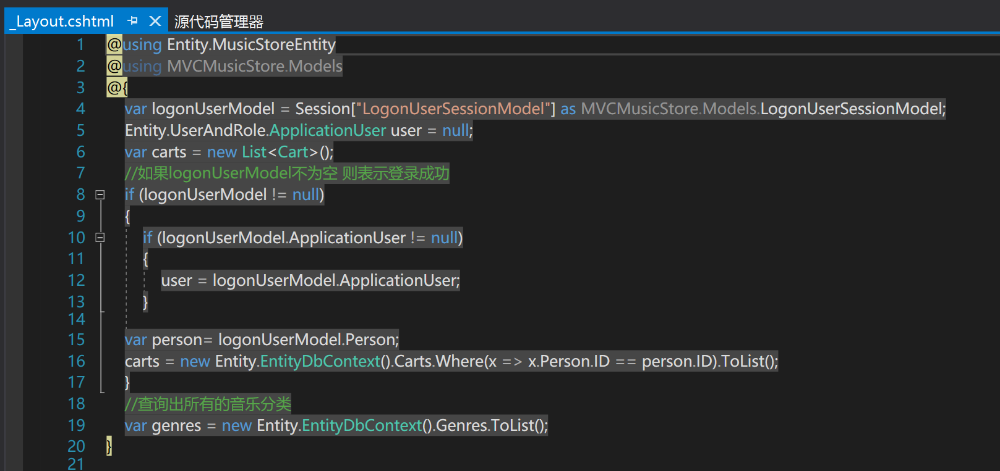 _Layout.cshtml 源代码管理器
1 @using Entity.MusicStoreEntity
2 @using MVCMusicStore.Models
3 @{
4 var logonUserModel = Session["LogonUserSessionModel"] as MVCMusicStore.Models.LogonUserSessionModel;
5 Entity.UserAndRole.ApplicationUser user = null;
6 var carts = new List<Cart>();
7 //如果logonUserModel不为空 则表示登录成功
8 if (logonUserModel != null)
9 {
10 if (logonUserModel.ApplicationUser != null)
11 {
12 user = logonUserModel.ApplicationUser;
13 }
14
15 var person= logonUserModel.Person;
16 carts = new Entity.EntityDbContext().Carts.Where(x => x.Person.ID == person.ID).ToList();
17 }
18 //查询出所有的音乐分类
19 var genres = new Entity.EntityDbContext().Genres.ToList();
20 }
21